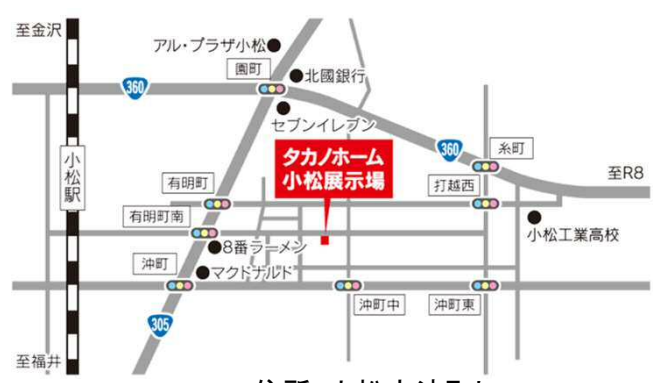 至金沢
アル・プラザ小松
園町
北國銀行
360
セブンイレブン
360
糸町
タカノホーム
小松展示場
至R8
小松駅
有明町
打越西
有明町南
小松工業高校
8番ラーメン
沖町
マクドナルド
沖町中
沖町東
305
至福井